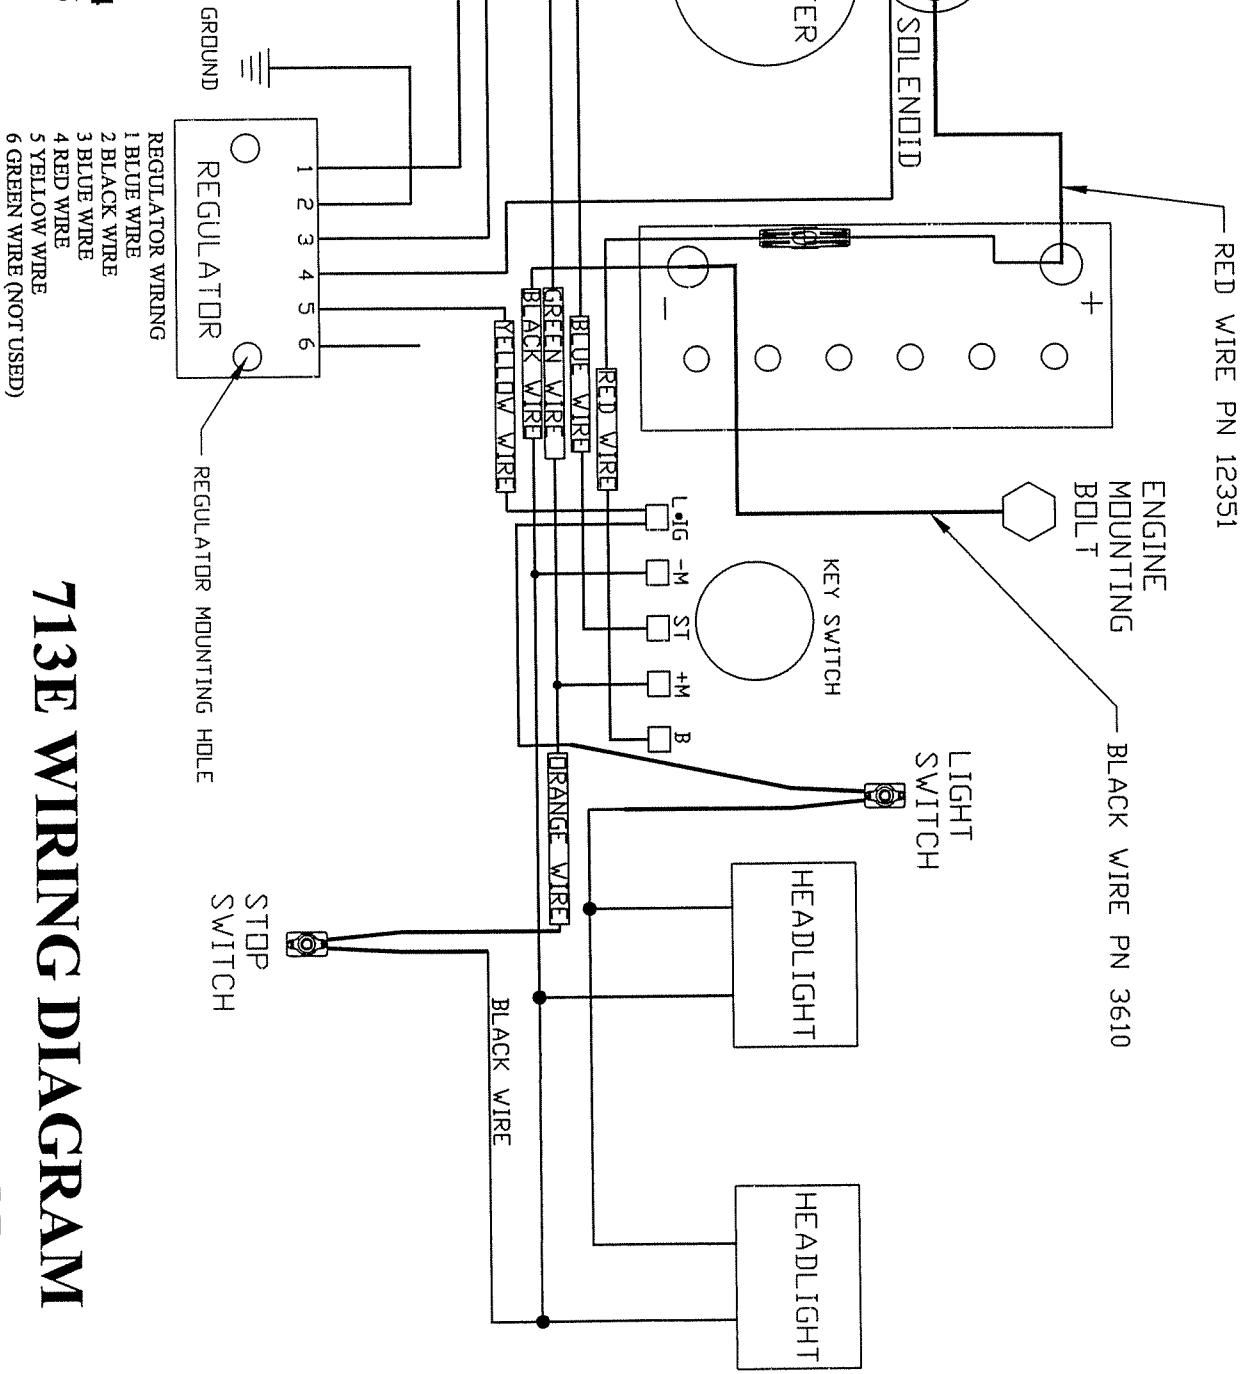 RED WIRE PN 12351
ENGINE
MOUNTING
BOLT
BLACK WIRE PN 3610
SOLENOID
+
-
KEY SWITCH
LIGHT
SWITCH
HEADLIGHT
HEADLIGHT
L•IG
-M
ST
+M
B
RED WIRE
BLUE WIRE
GREEN WIRE
BLACK WIRE
YELLOW WIRE
ORANGE WIRE
BLACK WIRE
STOP
SWITCH
GROUND
REGULATOR
1
2
3
4
5
6
REGULATOR MOUNTING HOLE
REGULATOR WIRING
1 BLUE WIRE
2 BLACK WIRE
3 BLUE WIRE
4 RED WIRE
5 YELLOW WIRE
6 GREEN WIRE (NOT USED)
713E WIRING DIAGRAM